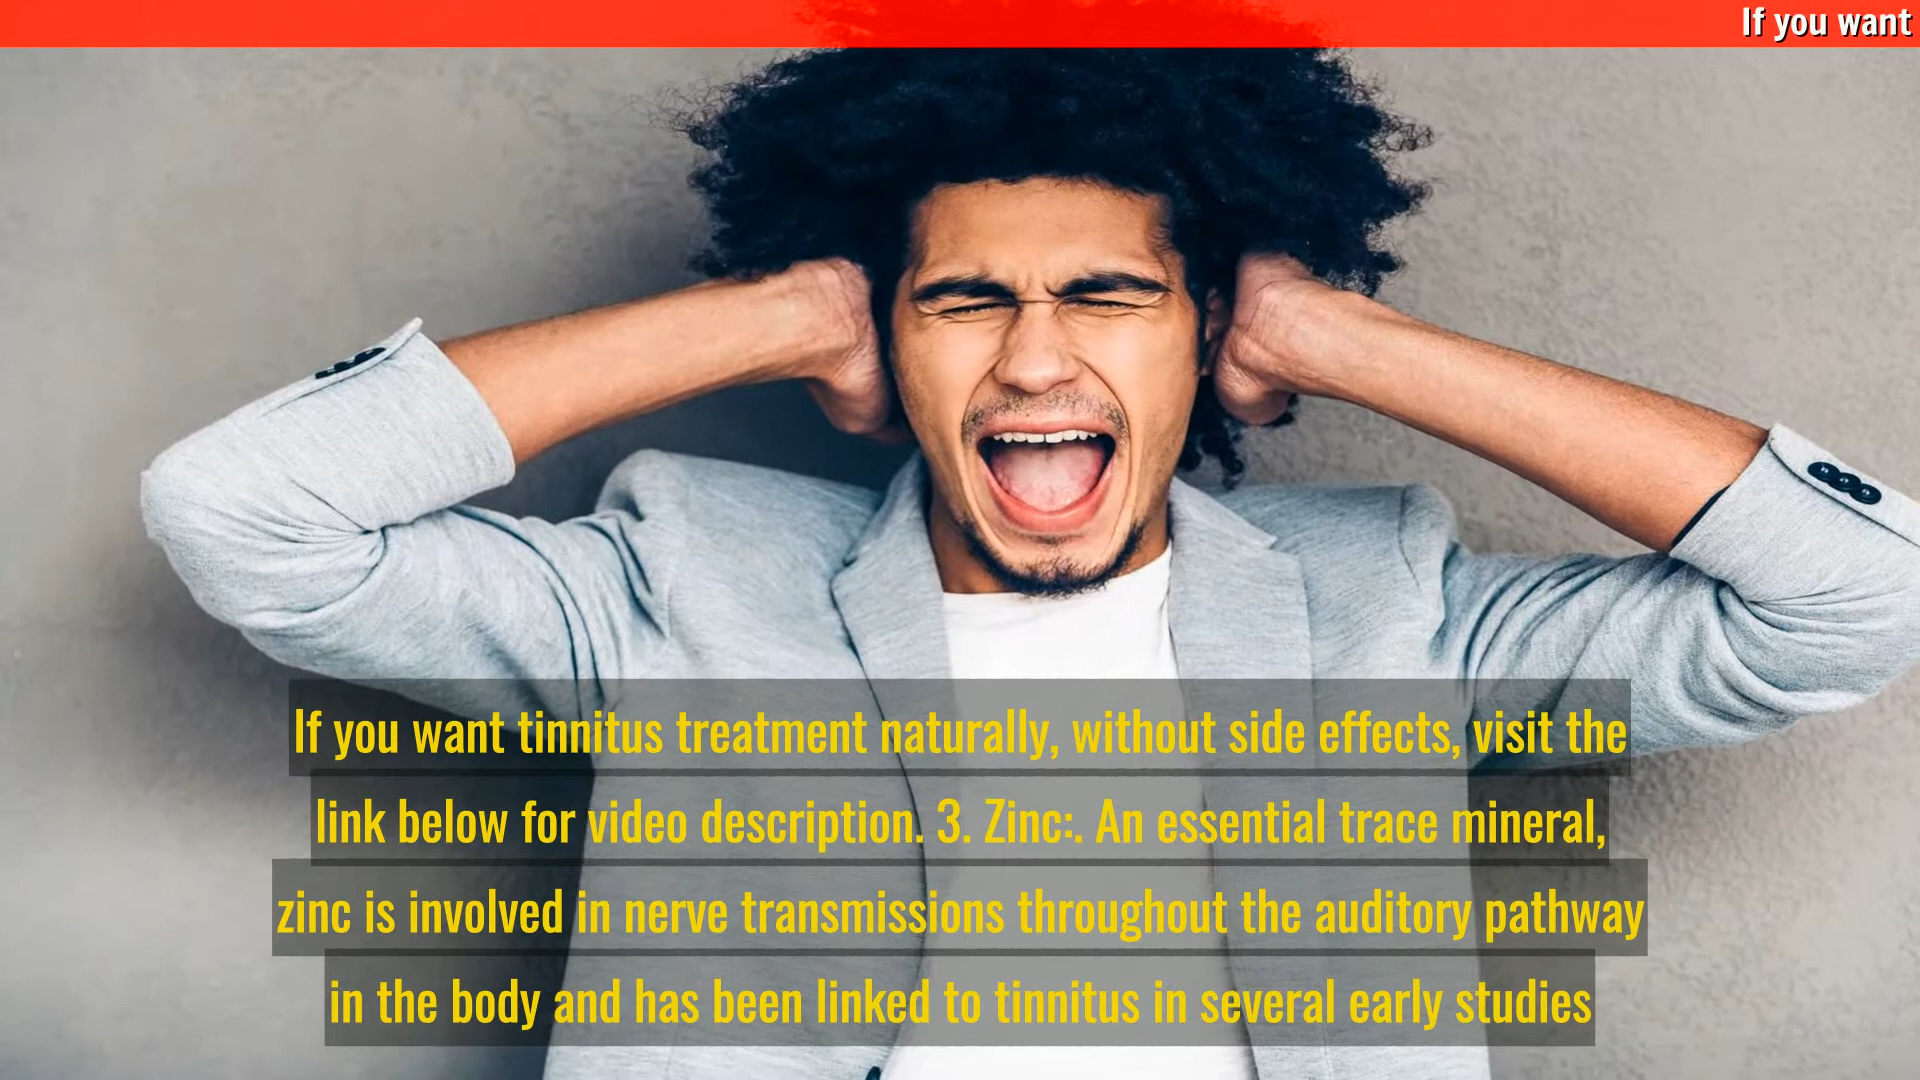 If you want
If you want tinnitus treatment naturally, without side effects, visit the
link below for video description. 3. Zinc:. An essential trace mineral,
zinc is involved in nerve transmissions throughout the auditory pathway
in the body and has been linked to tinnitus in several early studies